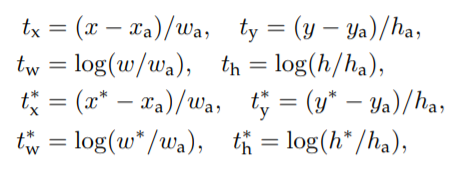 tx = (x − xa)/wa, ty = (y − ya)/ha,
tw = log(w/wa), th = log(h/ha),
t*x = (x* − xa)/wa, t*y = (y* − ya)/ha,
t*w = log(w*/wa), t*h = log(h*/ha),